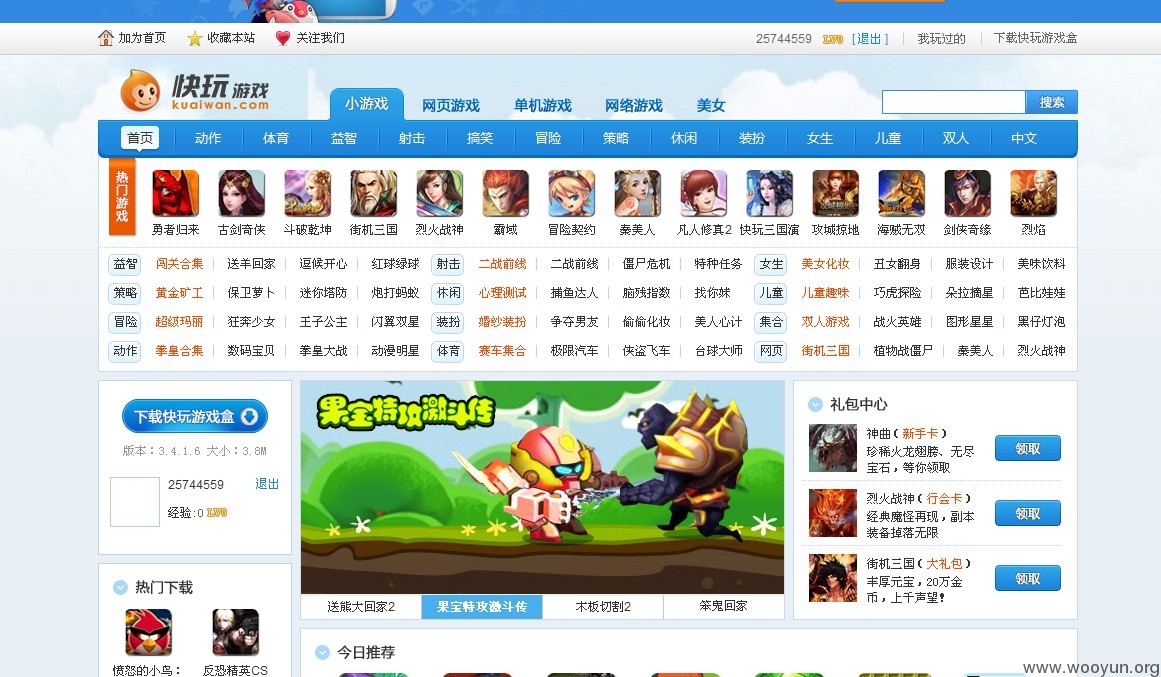 加为首页 收藏本站 关注我们 25744559 LV0 [退出] 我玩过的 下载快玩游戏盒
快玩游戏
kuaiwan.com
小游戏 网页游戏 单机游戏 网络游戏 美女 搜索
首页 动作 体育 益智 射击 搞笑 冒险 策略 休闲 装扮 女生 儿童 双人 中文
热门游戏
勇者归来 古剑奇侠 斗破乾坤 街机三国 烈火战神 霸域 冒险契约 秦美人 凡人修真2 快玩三国演 攻城掠地 海贼无双 剑侠奇缘 烈焰
益智 闯关合集 送羊回家 逗候开心 红球绿球 射击 二战前线 二战前线 僵尸危机 特种任务 女生 美女化妆 丑女翻身 服装设计 美味饮料
策略 黄金矿工 保卫萝卜 迷你塔防 炮打蚂蚁 休闲 心理测试 捕鱼达人 脑残指数 找你妹 儿童 儿童趣味 巧虎探险 朵拉摘星 芭比娃娃
冒险 超级玛丽 狂奔少女 王子公主 闪翼双星 装扮 婚纱装扮 争夺男友 偷偷化妆 美人心计 集合 双人游戏 战火英雄 图形星星 黑仔灯泡
动作 拳皇合集 数码宝贝 拳皇大战 动漫明星 体育 赛车集合 极限汽车 侠盗飞车 台球大师 网页 街机三国 植物战僵尸 秦美人 烈火战神
下载快玩游戏盒
版本：3.4.1.6 大小：3.8M
25744559 退出
经验:0 LV0
热门下载
愤怒的小鸟： 反恐精英CS
果宝特攻激斗传
送能大回家2 果宝特攻激斗传 木板切割2 笨鬼回家
礼包中心
神曲（新手卡）
珍稀火龙翅膀、无尽
宝石，等你领取
领取
烈火战神（行会卡）
经典魔怪再现，副本
装备掉落无限
领取
街机三国（大礼包）
丰厚元宝，20万金
币，上千声望！
领取
今日推荐
www.wooyun.org